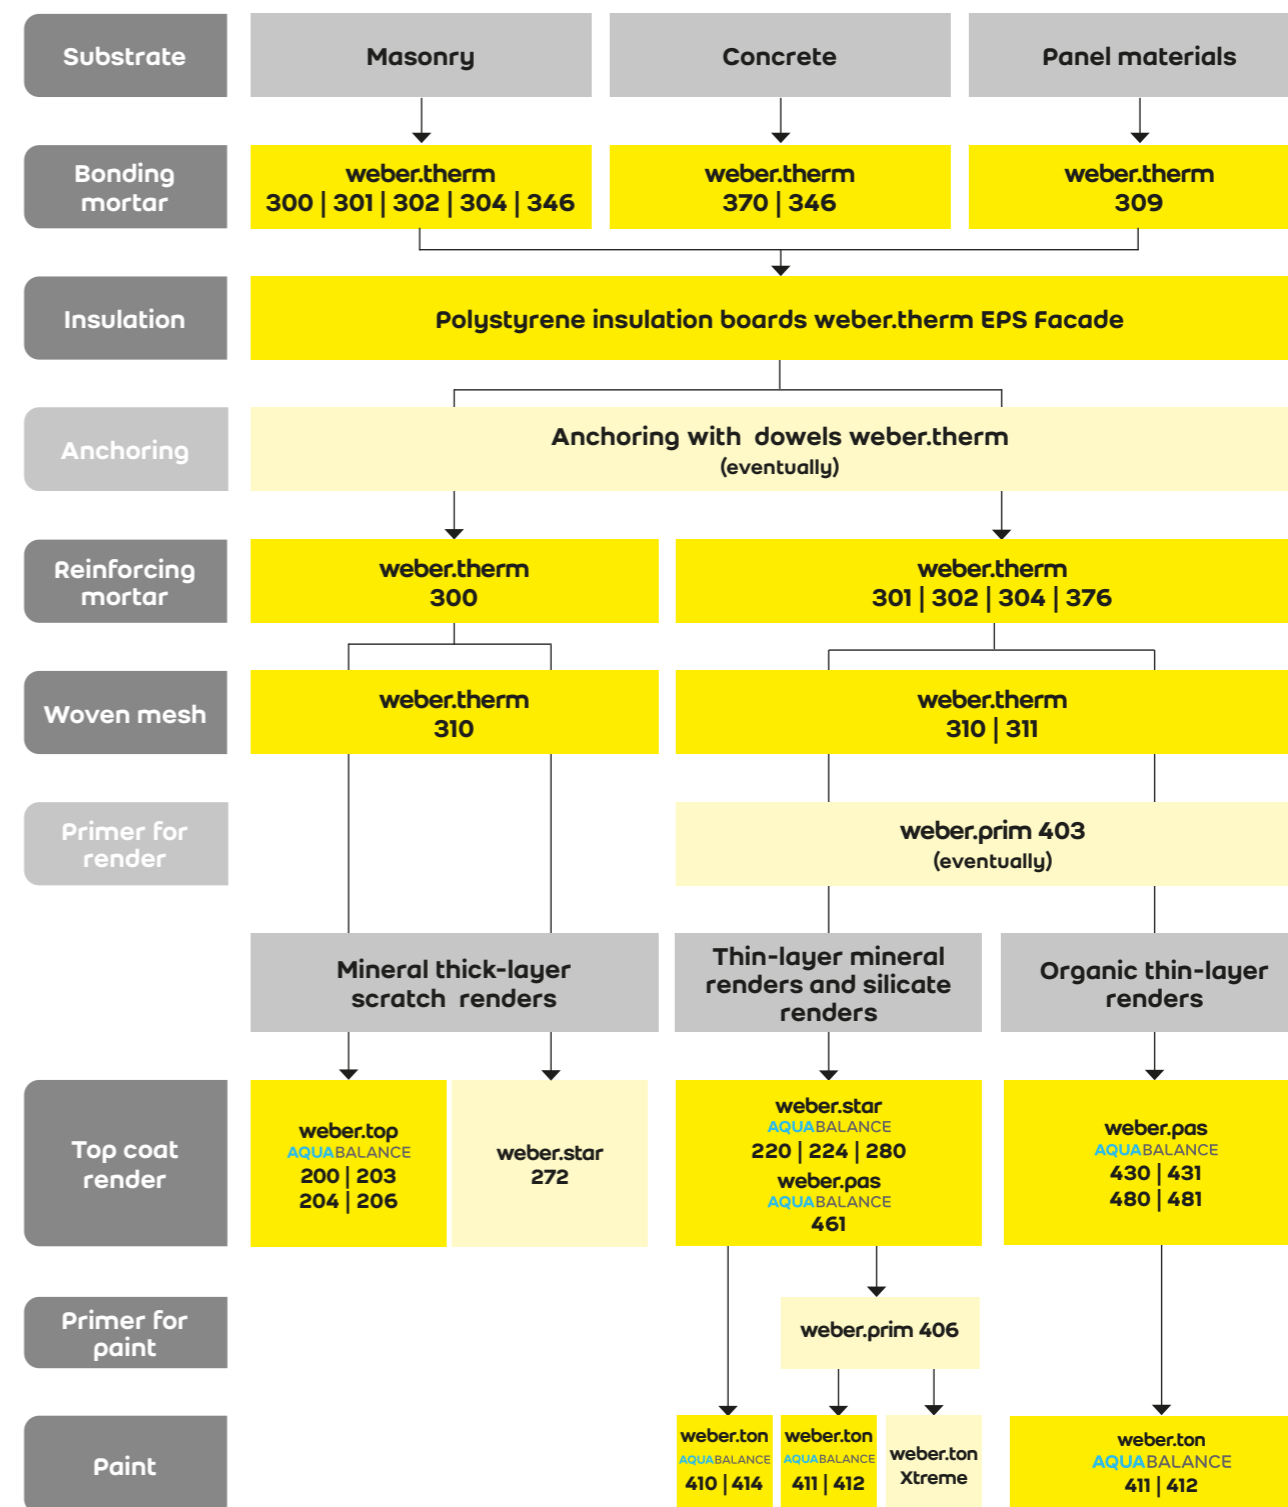 Substrate
Masonry
Concrete
Panel materials
Bonding
mortar
weber.therm
300 | 301 | 302 | 304 | 346
weber.therm
370 | 346
weber.therm
309
Insulation
Polystyrene insulation boards weber.therm EPS Facade
Anchoring
Anchoring with dowels weber.therm
(eventually)
Reinforcing
mortar
weber.therm
300
weber.therm
301 | 302 | 304 | 376
Woven mesh
weber.therm
310
weber.therm
310 | 311
Primer for
render
weber.prim 403
(eventually)
Mineral thick-layer
scratch renders
Thin-layer mineral
renders and silicate
renders
Organic thin-layer
renders
Top coat
render
weber.top
AQUABALANCE
200 | 203
204 | 206
weber.star
272
weber.star
AQUABALANCE
220 | 224 | 280
weber.pas
AQUABALANCE
461
weber.pas
AQUABALANCE
430 | 431
480 | 481
Primer for
paint
weber.prim 406
Paint
weber.ton
AQUABALANCE
410 | 414
weber.ton
AQUABALANCE
411 | 412
weber.ton
Xtreme
weber.ton
AQUABALANCE
411 | 412